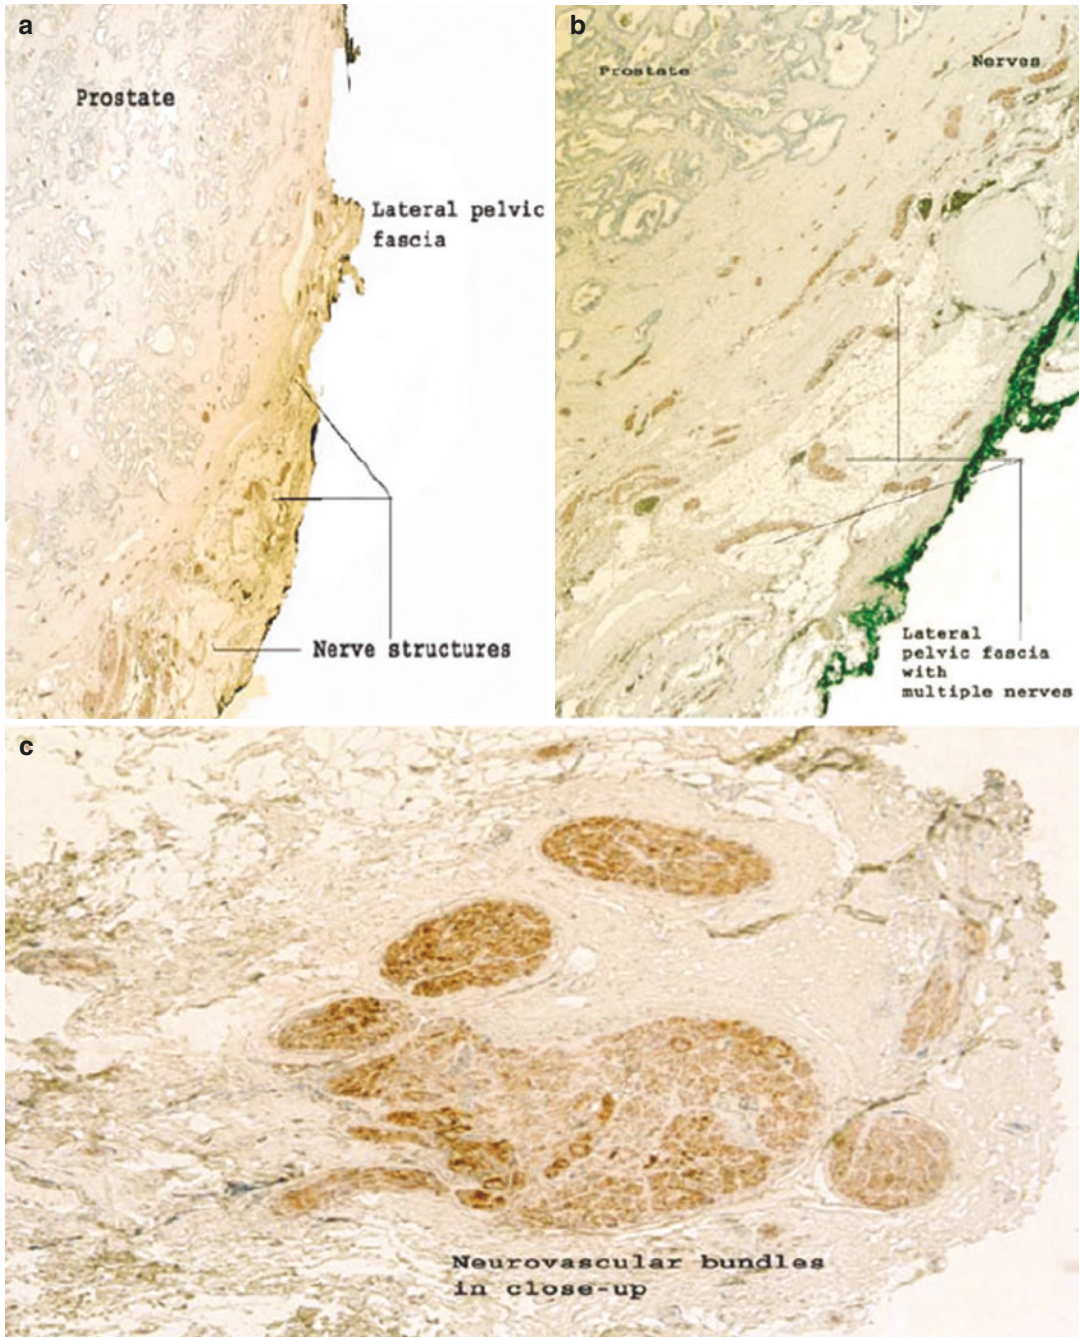 a
Prostate
Lateral pelvic
fascia
Nerve structures
b
Prostate
Nerves
Lateral
pelvic fascia
with
multiple nerves
c
Neurovascular bundles
in close-up